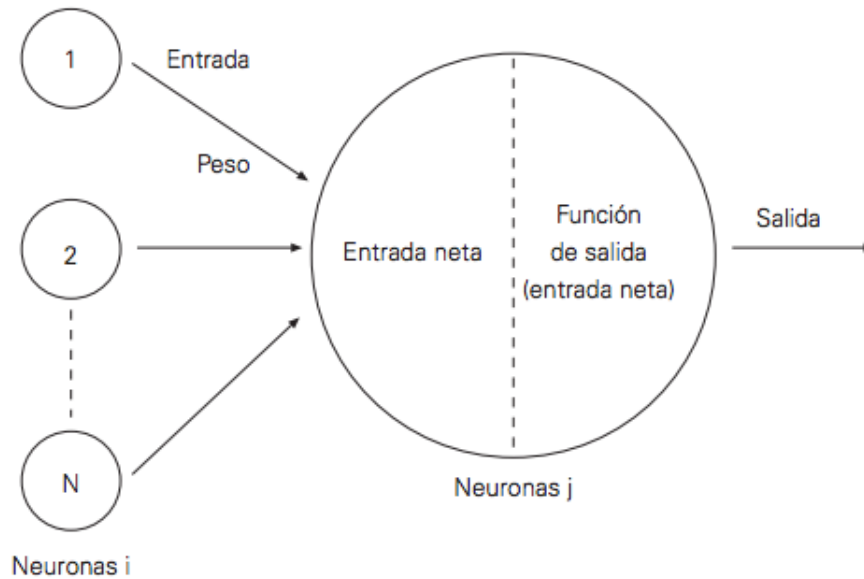 1
Entrada
Peso
2
Entrada neta
Función
de salida
(entrada neta)
Salida
N
Neuronas j
Neuronas i